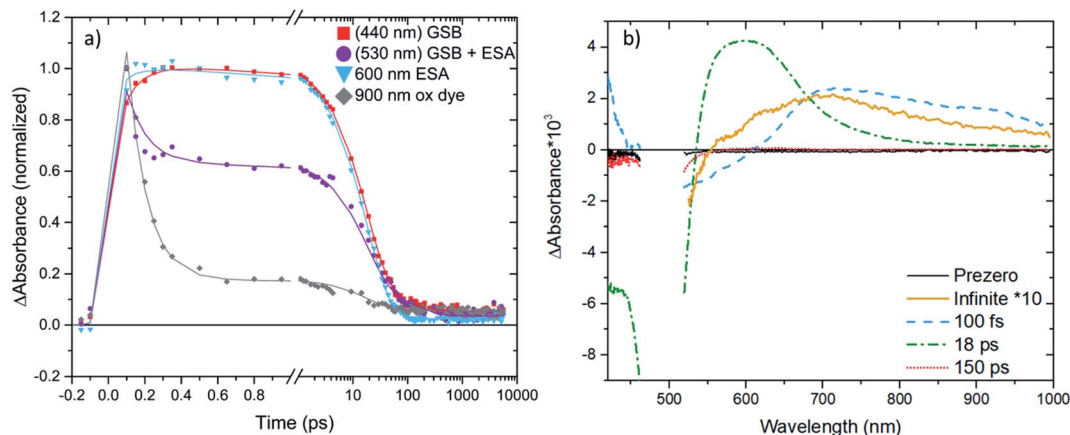 a)
(440 nm) GSB
(530 nm) GSB + ESA
600 nm ESA
900 nm ox dye
ΔAbsorbance (normalized)
1.2
1.0
0.8
0.6
0.4
0.2
0.0
-0.2
-0.2 0.0 0.2 0.4 0.6 0.8 10 100 1000 10000
Time (ps)
b)
ΔAbsorbance*10³
4
2
0
-2
-4
-6
-8
Prezero
Infinite *10
100 fs
18 ps
150 ps
500 600 700 800 900 1000
Wavelength (nm)